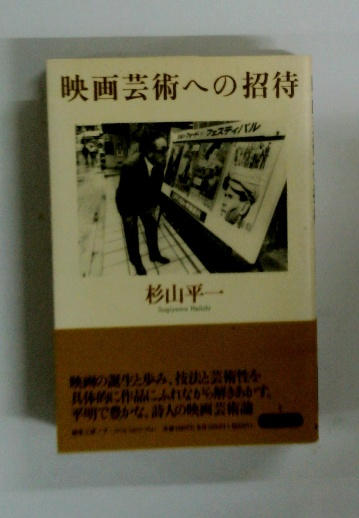 映画芸術への招待
フェスティバル
杉山平一
Sugiyama Heiichi
映画の誕生と歩み、技法と芸術性を
具体的に作品にふれながら解きあかす。
平明で豊かな、詩人の映画芸術論